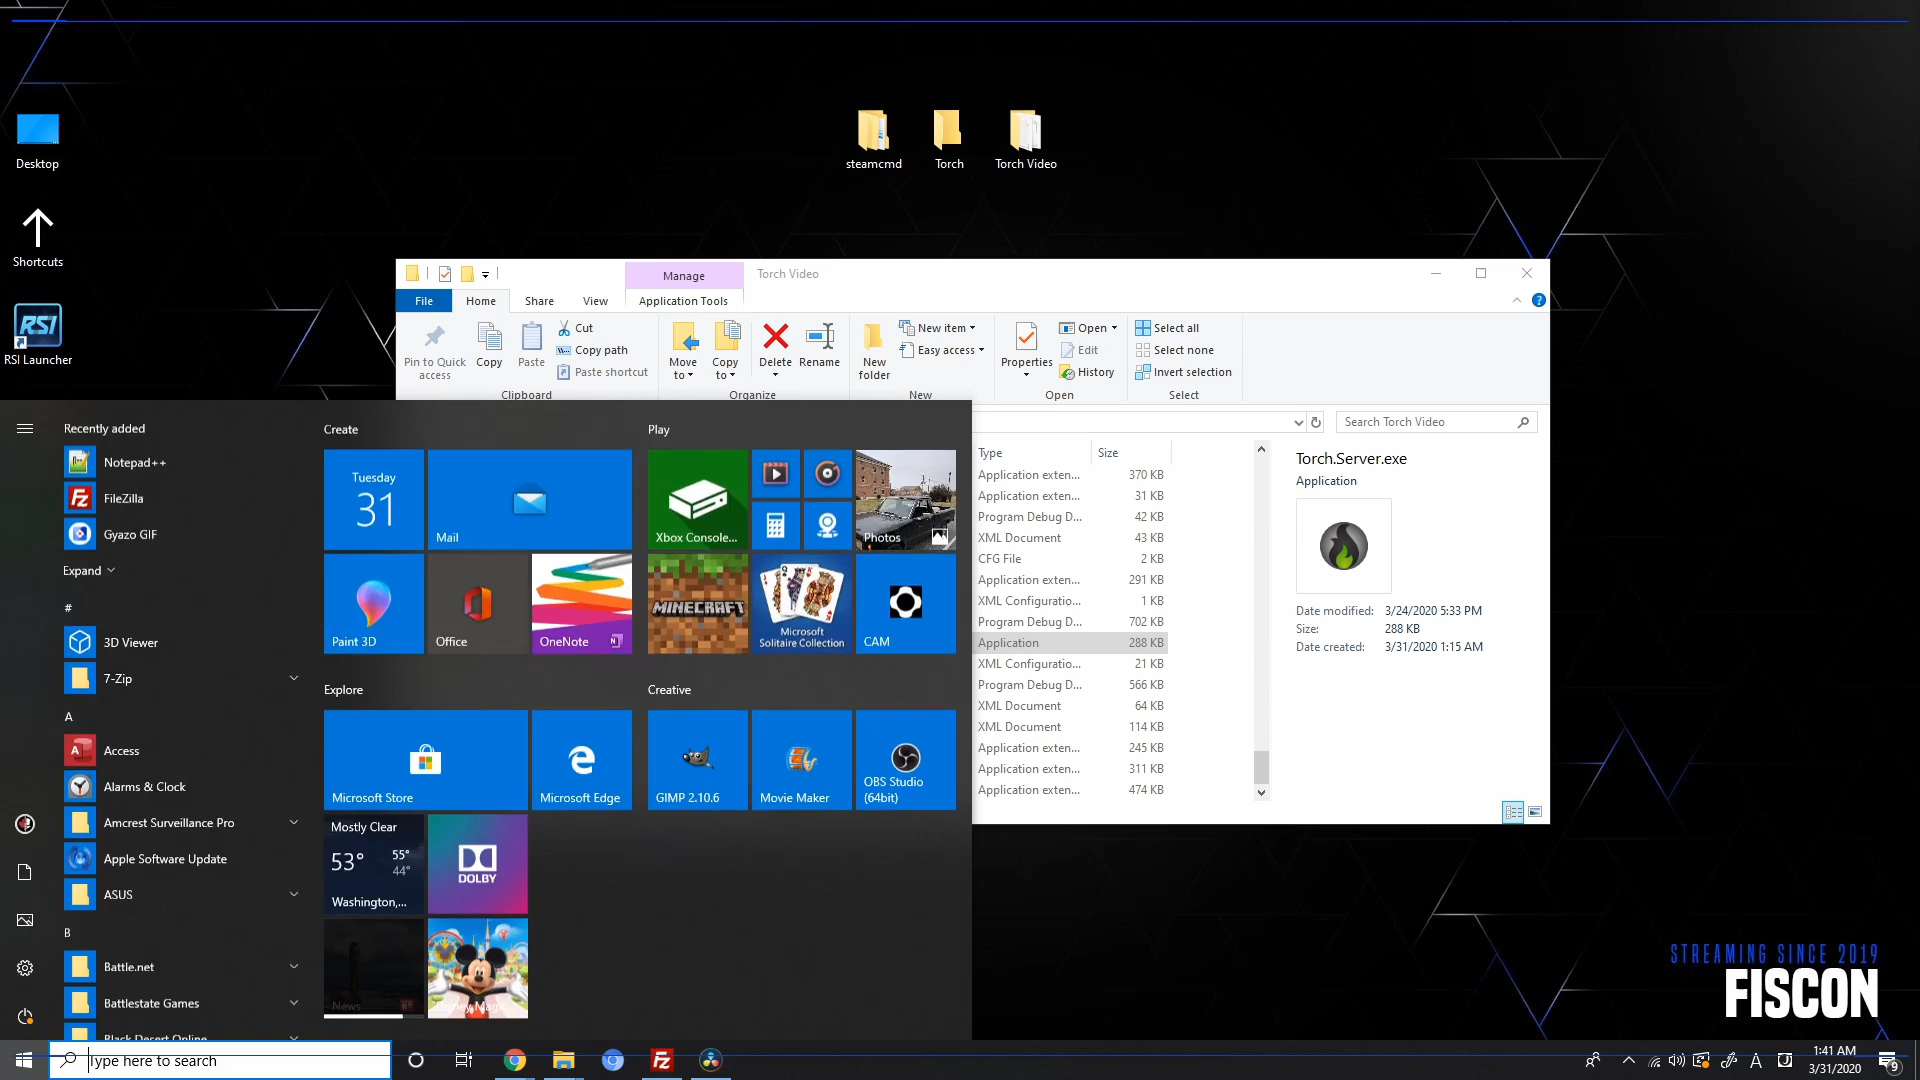 Desktop
Shortcuts
RSI
RSI Launcher
steamcmd
Torch
Torch Video
Manage
Torch Video
File
Home
Share
View
Application Tools
Pin to Quick
access
Copy
Paste
Cut
Copy path
Paste shortcut
Move
to
Copy
to
Delete
Rename
New
folder
New item
Easy access
Properties
Open
Edit
History
Select all
Select none
Invert selection
Clipboard
Organize
New
Open
Select
Search Torch Video
Type Size
Application exten... 370 KB
Application exten... 31 KB
Program Debug D... 42 KB
XML Document 43 KB
CFG File 2 KB
Application exten... 291 KB
XML Configuratio... 1 KB
Program Debug D... 702 KB
Application 288 KB
XML Configuratio... 21 KB
Program Debug D... 566 KB
XML Document 64 KB
XML Document 114 KB
Application exten... 245 KB
Application exten... 311 KB
Application exten... 474 KB
Torch.Server.exe
Application
Date modified: 3/24/2020 5:33 PM
Size: 288 KB
Date created: 3/31/2020 1:15 AM
Recently added
Notepad++
FileZilla
Gyazo GIF
Expand
#
3D Viewer
7-Zip
A
Access
Alarms & Clock
Amcrest Surveillance Pro
Apple Software Update
ASUS
B
Battle.net
Battlestate Games
Black Desert Online
Create
Tuesday
31
Mail
Paint 3D
Office
OneNote
Play
Xbox Console...
Photos
MINECRAFT
Microsoft
Solitaire Collection
CAM
Explore
Microsoft Store
Microsoft Edge
Mostly Clear
53°
55°
44°
Washington,...
DOLBY
News
Creative
GIMP 2.10.6
Movie Maker
OBS Studio
(64bit)
STREAMING SINCE 2019
FISCON
Type here to search
1:41 AM
3/31/2020
9